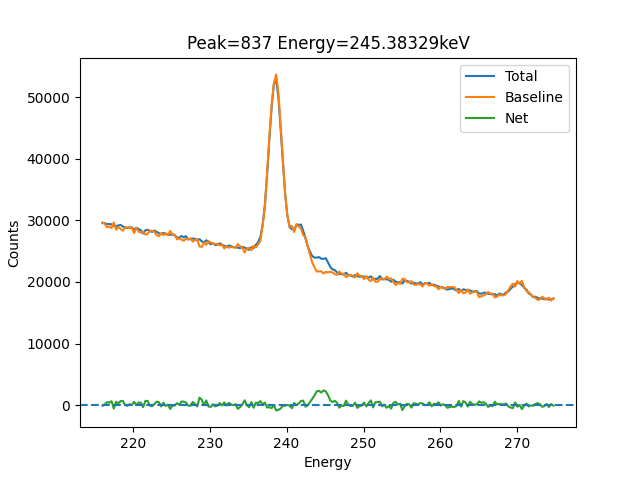 Peak=837 Energy=245.38329keV
Total
Baseline
Net
50000
40000
30000
20000
10000
0
Counts
220 230 240 250 260 270
Energy